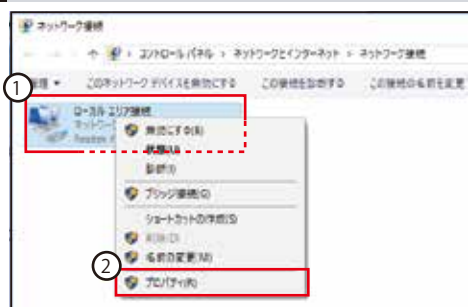 ネットワーク接続
コントロール パネル › ネットワークとインターネット › ネットワーク接続
整理 ▾ このネットワーク デバイスを無効にする この接続を診断する この接続の名前を変更
①
ローカル エリア接続
ネットワーク
無効にする(B)
状態(U)
診断(I)
ブリッジ接続(G)
ショートカットの作成(S)
削除(D)
名前の変更(M)
②
プロパティ(R)